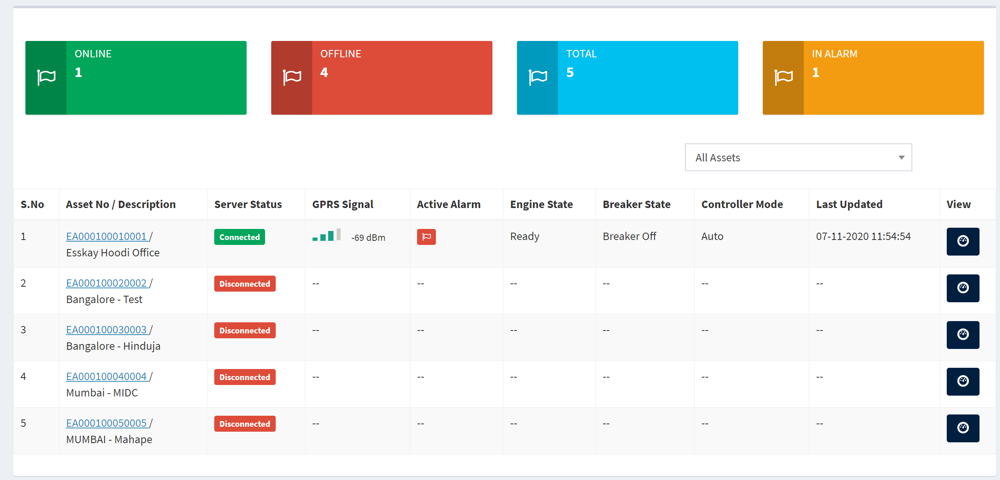 ONLINE
1
OFFLINE
4
TOTAL
5
IN ALARM
1
All Assets
S.No Asset No / Description Server Status GPRS Signal Active Alarm Engine State Breaker State Controller Mode Last Updated View
1 EA000100010001 / Connected -69 dBm Ready Breaker Off Auto 07-11-2020 11:54:54
Esskay Hoodi Office
2 EA000100020002 / Disconnected -- -- -- -- -- --
Bangalore - Test
3 EA000100030003 / Disconnected -- -- -- -- -- --
Bangalore - Hinduja
4 EA000100040004 / Disconnected -- -- -- -- -- --
Mumbai - MIDC
5 EA000100050005 / Disconnected -- -- -- -- -- --
MUMBAI - Mahape